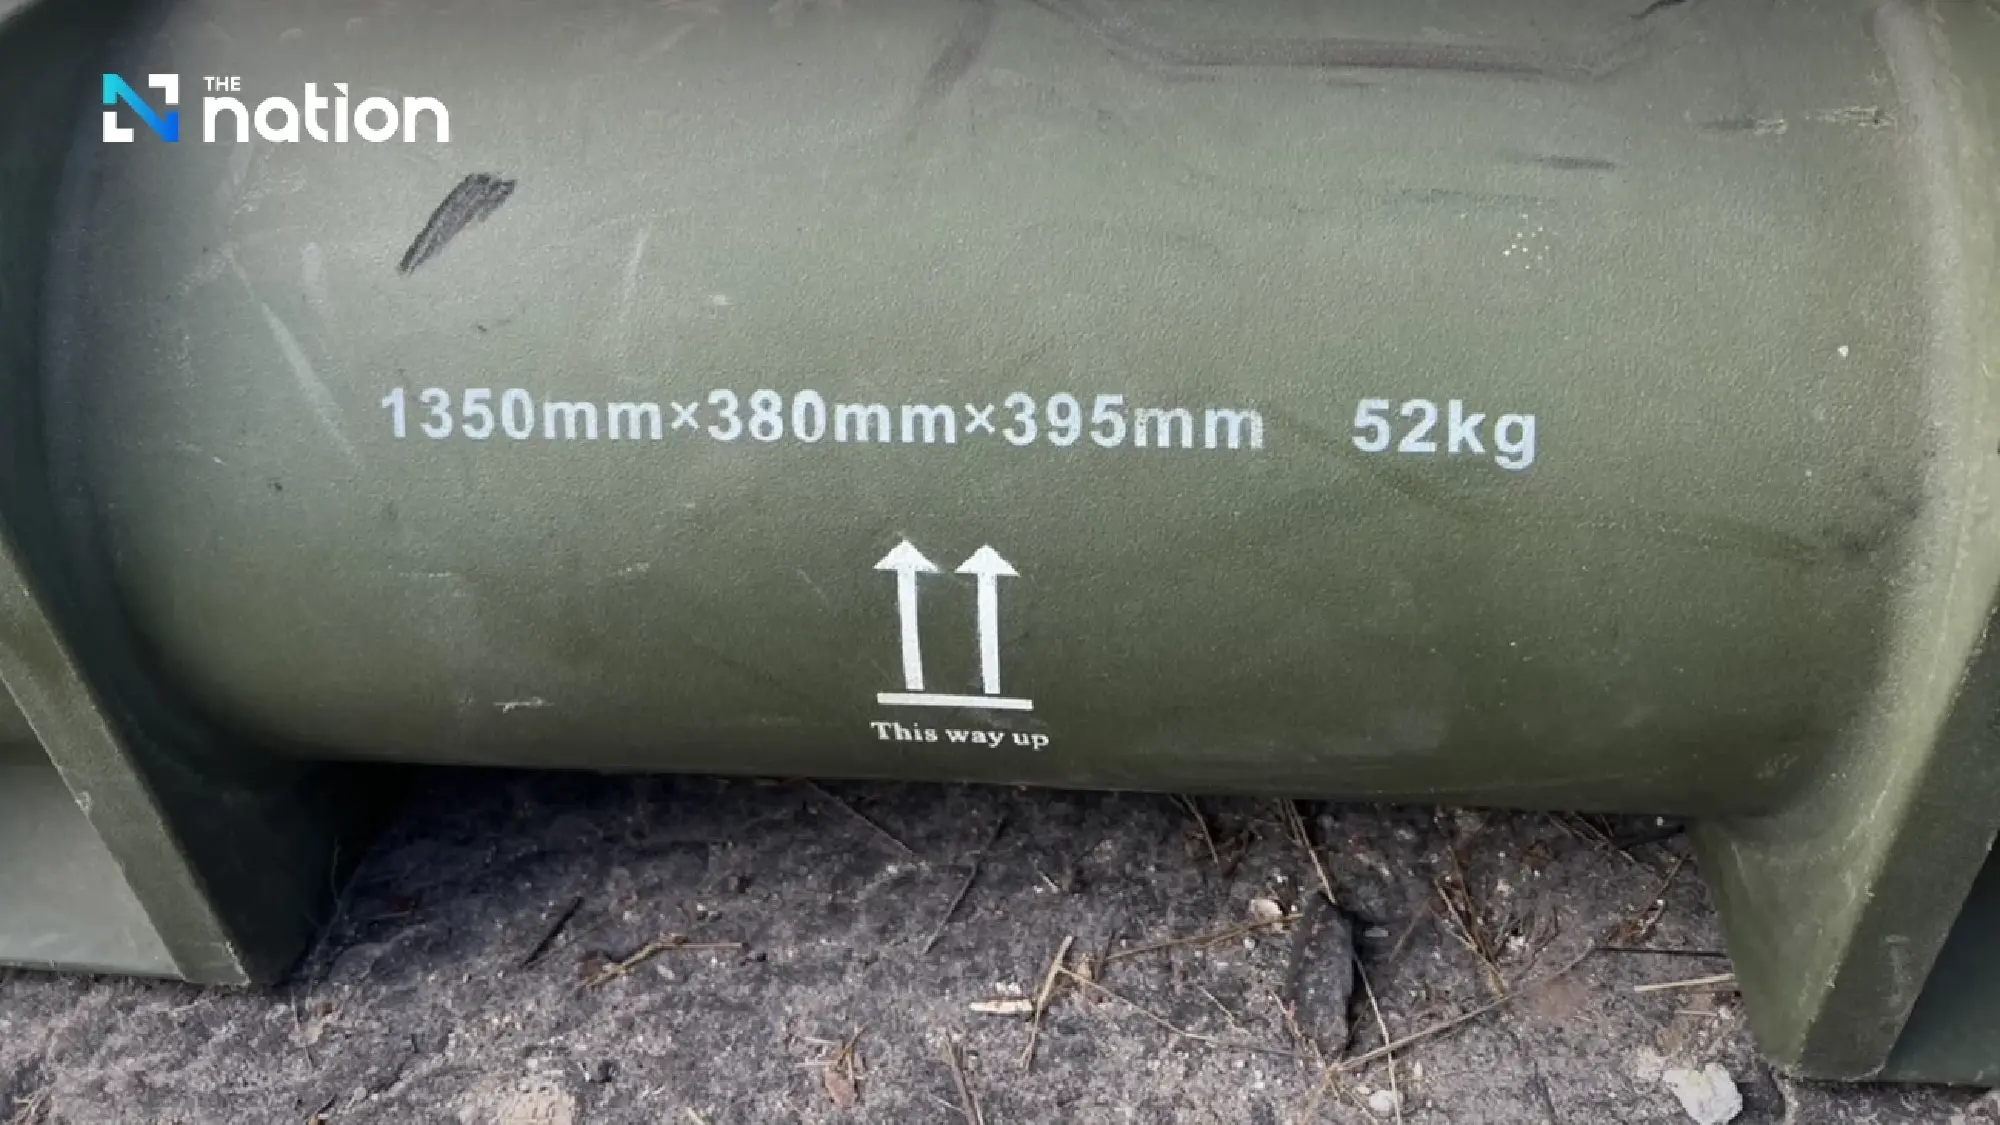 THE
nation
1350mm×380mm×395mm 52kg
This way up